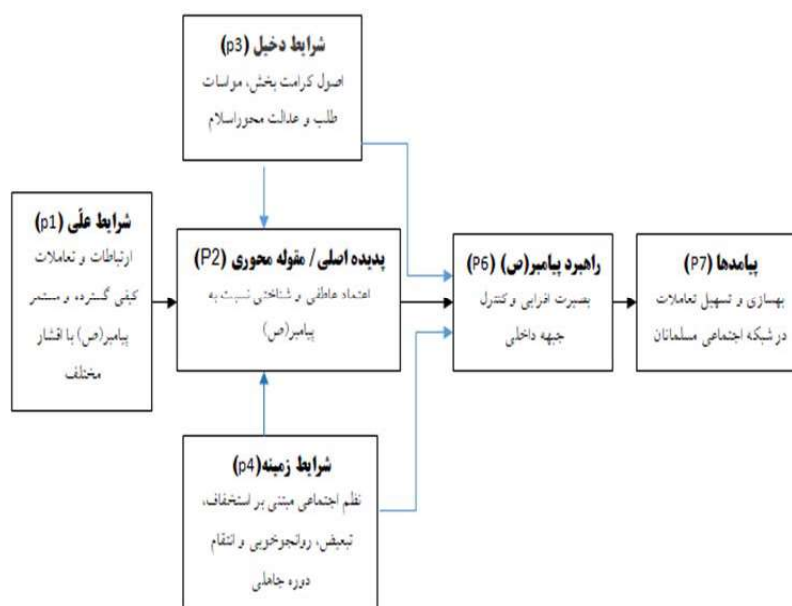 شرایط دخیل (p3)
اصول کرامت بخش، مواسات
طلب و عدالت محوراسلام
شرایط علّی (p1)
ارتباطات و تعاملات
کیفی گسترده و مستمر
پیامبر(ص) با اقشار
مختلف
پدیده اصلی/ مقوله محوری (P2)
اعتماد عاطفی و شناختی نسبت به
پیامبر(ص)
راهبرد پیامبر(ص) (P6)
بصیرت افزایی و کنترل
جبهه داخلی
پیامدها (P7)
بهسازی و تسهیل تعاملات
در شبکه اجتماعی مسلمانان
شرایط زمینه(p4)
نظم اجتماعی مبتنی بر استخفاف،
تبعیض، و انتقام
دوره جاهلی